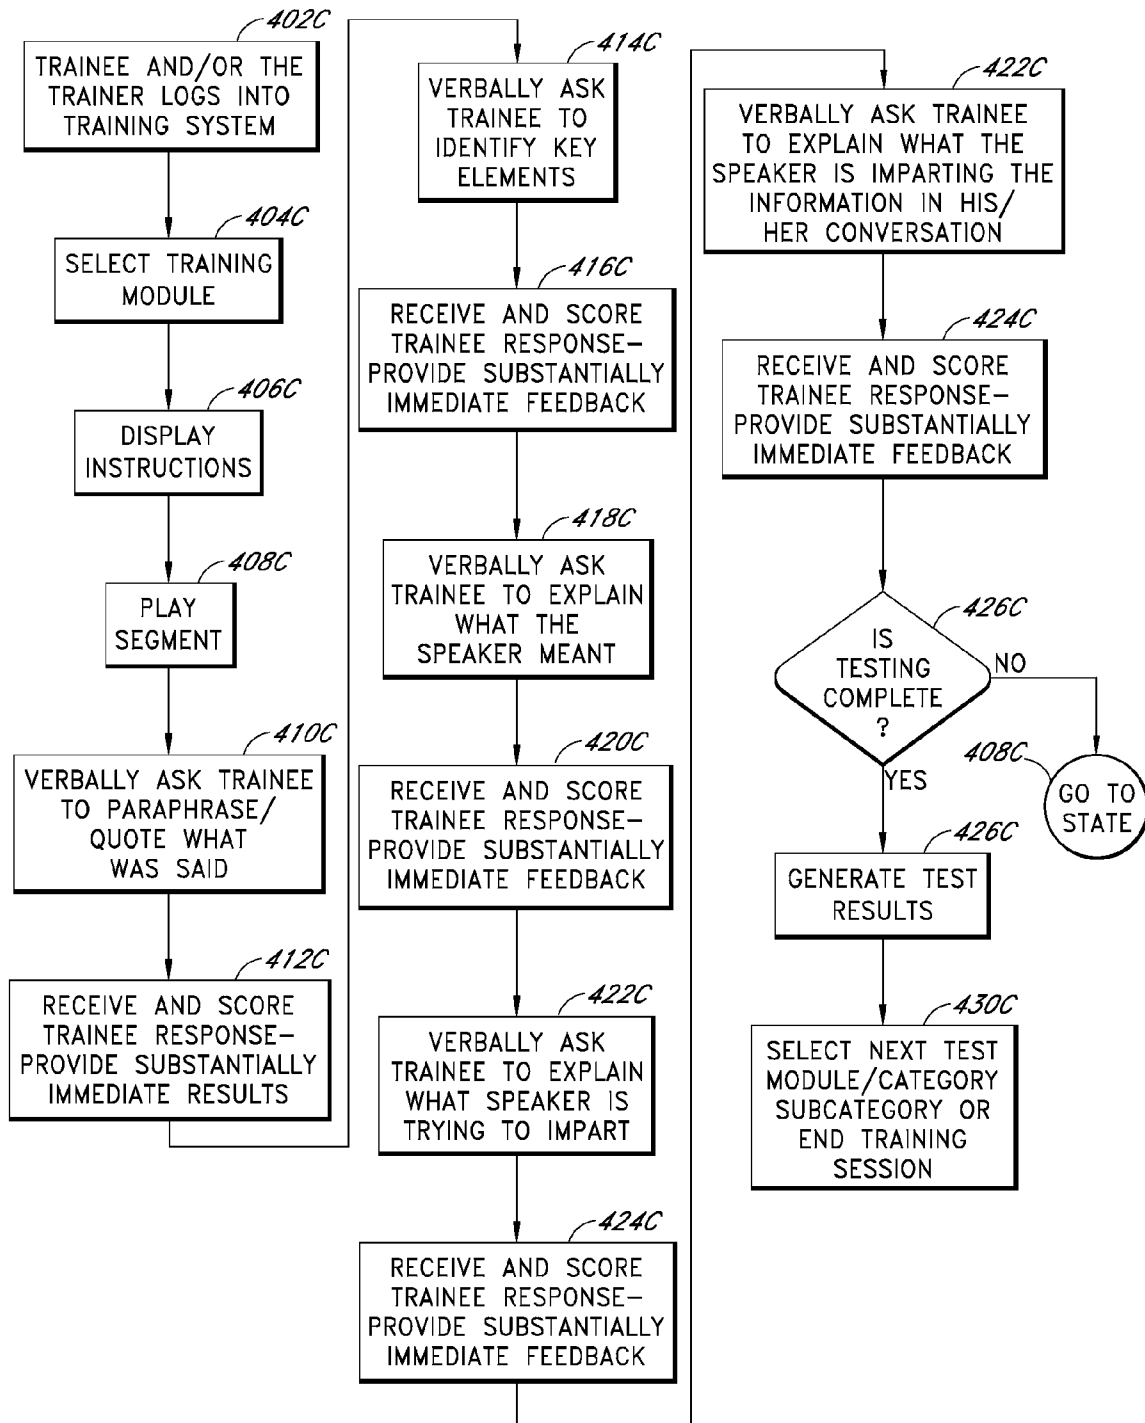 402C
TRAINEE AND/OR THE
TRAINER LOGS INTO
TRAINING SYSTEM
404C
SELECT TRAINING
MODULE
406C
DISPLAY
INSTRUCTIONS
408C
PLAY
SEGMENT
410C
VERBALLY ASK TRAINEE
TO PARAPHRASE/
QUOTE WHAT
WAS SAID
412C
RECEIVE AND SCORE
TRAINEE RESPONSE–
PROVIDE SUBSTANTIALLY
IMMEDIATE RESULTS
414C
VERBALLY ASK
TRAINEE TO
IDENTIFY KEY
ELEMENTS
416C
RECEIVE AND SCORE
TRAINEE RESPONSE–
PROVIDE SUBSTANTIALLY
IMMEDIATE FEEDBACK
418C
VERBALLY ASK
TRAINEE TO EXPLAIN
WHAT THE
SPEAKER MEANT
420C
RECEIVE AND SCORE
TRAINEE RESPONSE–
PROVIDE SUBSTANTIALLY
IMMEDIATE FEEDBACK
422C
VERBALLY ASK
TRAINEE TO EXPLAIN
WHAT SPEAKER IS
TRYING TO IMPART
424C
RECEIVE AND SCORE
TRAINEE RESPONSE–
PROVIDE SUBSTANTIALLY
IMMEDIATE FEEDBACK
422C
VERBALLY ASK TRAINEE
TO EXPLAIN WHAT THE
SPEAKER IS IMPARTING THE
INFORMATION IN HIS/
HER CONVERSATION
424C
RECEIVE AND SCORE
TRAINEE RESPONSE–
PROVIDE SUBSTANTIALLY
IMMEDIATE FEEDBACK
426C
IS
TESTING
COMPLETE
?
NO
408C
GO TO
STATE
YES
426C
GENERATE TEST
RESULTS
430C
SELECT NEXT TEST
MODULE/CATEGORY
SUBCATEGORY OR
END TRAINING
SESSION